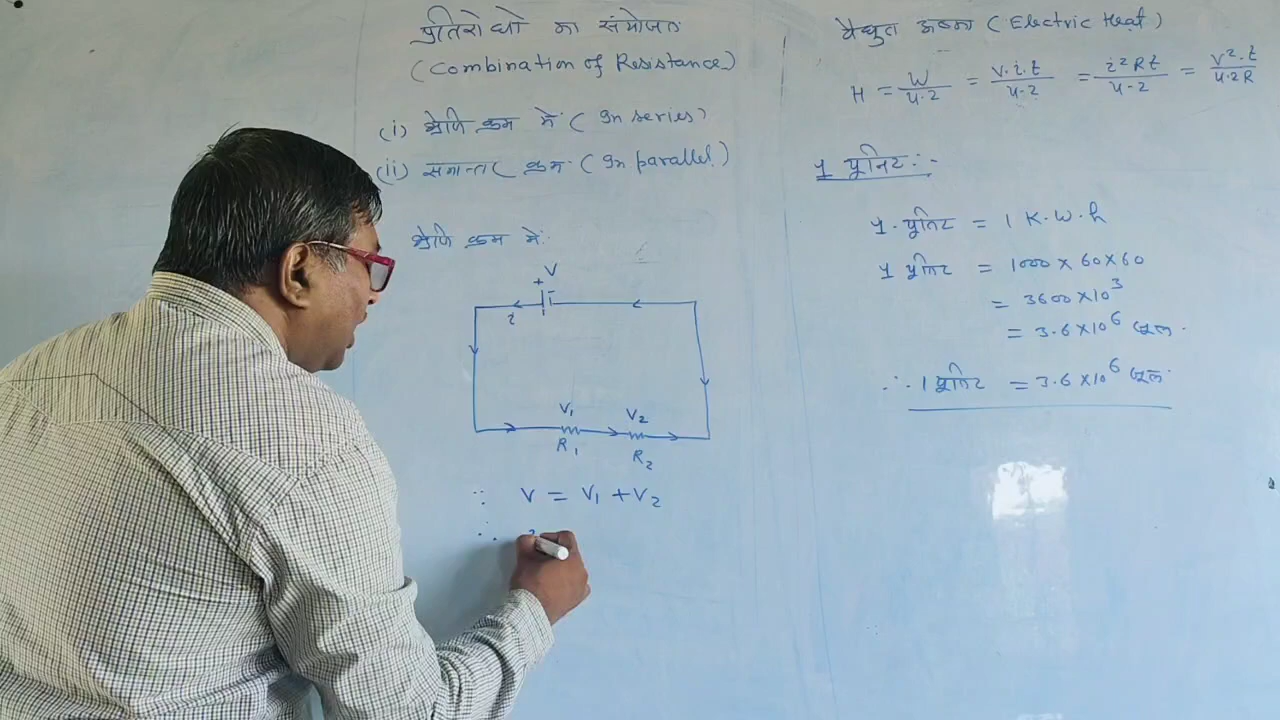 प्रतिरोधों का संयोजन
(Combination of Resistance)
(i) श्रेणि क्रम में (In series)
(ii) समान्तर क्रम (In parallel)
श्रेणि क्रम में:
V
+
i
V₁ V₂
R₁ R₂
∵ V = V₁ + V₂
∴ i
वैधुत ऊष्मा (Electric Heat)
H = W/4.2 = V.i.t/4.2 = i²Rt/4.2 = V².t/4.2R
1 यूनिट :-
1 यूनिट = 1 K.W.h
1 यूनिट = 1000 × 60 × 60
= 3600 × 10³
= 3.6 × 10⁶ जूल.
∴ 1 यूनिट = 3.6 × 10⁶ जूल.